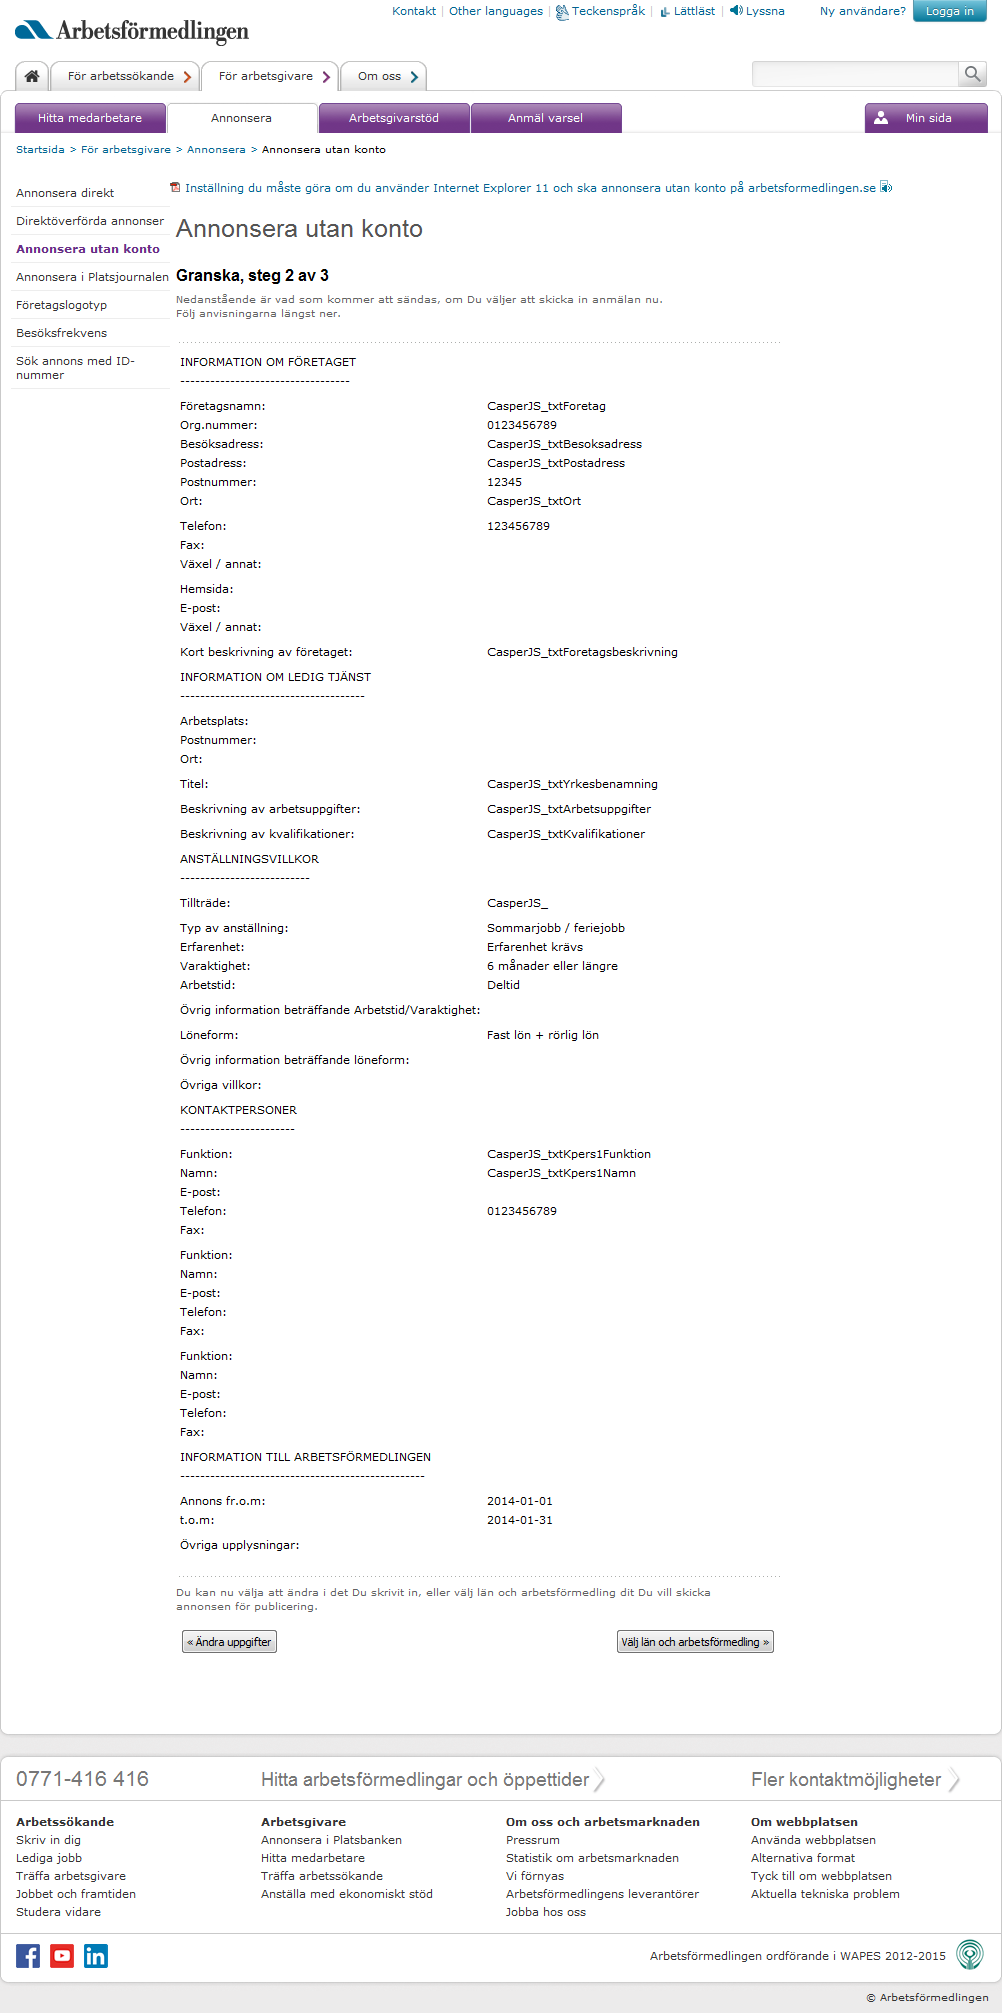 Kontakt Other languages Teckenspråk Lättläst Lyssna Ny användare? Logga in
Arbetsförmedlingen
För arbetssökande För arbetsgivare Om oss
Hitta medarbetare Annonsera Arbetsgivarstöd Anmäl varsel Min sida
Startsida > För arbetsgivare > Annonsera > Annonsera utan konto
Annonsera direkt
Direktöverförda annonser
Annonsera utan konto
Annonsera i Platsjournalen
Företagslogotyp
Besöksfrekvens
Sök annons med ID-
nummer
Inställning du måste göra om du använder Internet Explorer 11 och ska annonsera utan konto på arbetsformedlingen.se
Annonsera utan konto
Granska, steg 2 av 3
Nedanstående är vad som kommer att sändas, om Du väljer att skicka in anmälan nu.
Följ anvisningarna längst ner.
INFORMATION OM FÖRETAGET
----------------------------------
Företagsnamn: CasperJS_txtForetag
Org.nummer: 0123456789
Besöksadress: CasperJS_txtBesoksadress
Postadress: CasperJS_txtPostadress
Postnummer: 12345
Ort: CasperJS_txtOrt
Telefon: 123456789
Fax:
Växel / annat:
Hemsida:
E-post:
Växel / annat:
Kort beskrivning av företaget: CasperJS_txtForetagsbeskrivning
INFORMATION OM LEDIG TJÄNST
-------------------------------------
Arbetsplats:
Postnummer:
Ort:
Titel: CasperJS_txtYrkesbenamning
Beskrivning av arbetsuppgifter: CasperJS_txtArbetsuppgifter
Beskrivning av kvalifikationer: CasperJS_txtKvalifikationer
ANSTÄLLNINGSVILLKOR
--------------------------
Tillträde: CasperJS_
Typ av anställning: Sommarjobb / feriejobb
Erfarenhet: Erfarenhet krävs
Varaktighet: 6 månader eller längre
Arbetstid: Deltid
Övrig information beträffande Arbetstid/Varaktighet:
Löneform: Fast lön + rörlig lön
Övrig information beträffande löneform:
Övriga villkor:
KONTAKTPERSONER
-----------------------
Funktion: CasperJS_txtKpers1Funktion
Namn: CasperJS_txtKpers1Namn
E-post:
Telefon: 0123456789
Fax:
Funktion:
Namn:
E-post:
Telefon:
Fax:
Funktion:
Namn:
E-post:
Telefon:
Fax:
INFORMATION TILL ARBETSFÖRMEDLINGEN
-------------------------------------------------
Annons fr.o.m: 2014-01-01
t.o.m: 2014-01-31
Övriga upplysningar:
Du kan nu välja att ändra i det Du skrivit in, eller välj län och arbetsförmedling dit Du vill skicka
annonsen för publicering.
« Ändra uppgifter Välj län och arbetsförmedling »
0771-416 416 Hitta arbetsförmedlingar och öppettider Fler kontaktmöjligheter
Arbetssökande
Skriv in dig
Lediga jobb
Träffa arbetsgivare
Jobbet och framtiden
Studera vidare
Arbetsgivare
Annonsera i Platsbanken
Hitta medarbetare
Träffa arbetssökande
Anställa med ekonomiskt stöd
Om oss och arbetsmarknaden
Pressrum
Statistik om arbetsmarknaden
Vi förnyas
Arbetsförmedlingens leverantörer
Jobba hos oss
Om webbplatsen
Använda webbplatsen
Alternativa format
Tyck till om webbplatsen
Aktuella tekniska problem
Arbetsförmedlingen ordförande i WAPES 2012-2015
© Arbetsförmedlingen